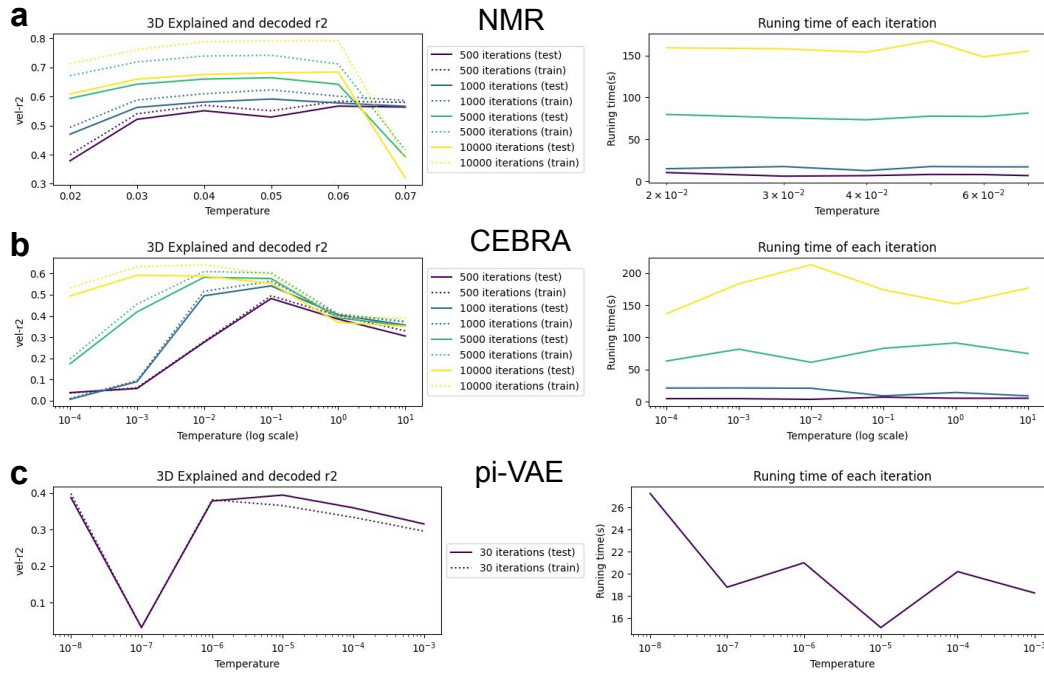 a
NMR
3D Explained and decoded r2
vel-r2
0.8
0.7
0.6
0.5
0.4
0.3
0.02 0.03 0.04 0.05 0.06 0.07
Temperature
500 iterations (test)
500 iterations (train)
1000 iterations (test)
1000 iterations (train)
5000 iterations (test)
5000 iterations (train)
10000 iterations (test)
10000 iterations (train)
Runing time of each iteration
Runing time(s)
150
100
50
0
2 × 10⁻² 3 × 10⁻² 4 × 10⁻² 6 × 10⁻²
Temperature
b
CEBRA
3D Explained and decoded r2
vel-r2
0.6
0.5
0.4
0.3
0.2
0.1
0.0
10⁻⁴ 10⁻³ 10⁻² 10⁻¹ 10⁰ 10¹
Temperature (log scale)
500 iterations (test)
500 iterations (train)
1000 iterations (test)
1000 iterations (train)
5000 iterations (test)
5000 iterations (train)
10000 iterations (test)
10000 iterations (train)
Runing time of each iteration
Runing time(s)
200
150
100
50
0
10⁻⁴ 10⁻³ 10⁻² 10⁻¹ 10⁰ 10¹
Temperature (log scale)
c
pi-VAE
3D Explained and decoded r2
vel-r2
0.4
0.3
0.2
0.1
10⁻⁸ 10⁻⁷ 10⁻⁶ 10⁻⁵ 10⁻⁴ 10⁻³
Temperature
30 iterations (test)
30 iterations (train)
Runing time of each iteration
Runing time(s)
26
24
22
20
18
16
10⁻⁸ 10⁻⁷ 10⁻⁶ 10⁻⁵ 10⁻⁴ 10⁻³
Temperature